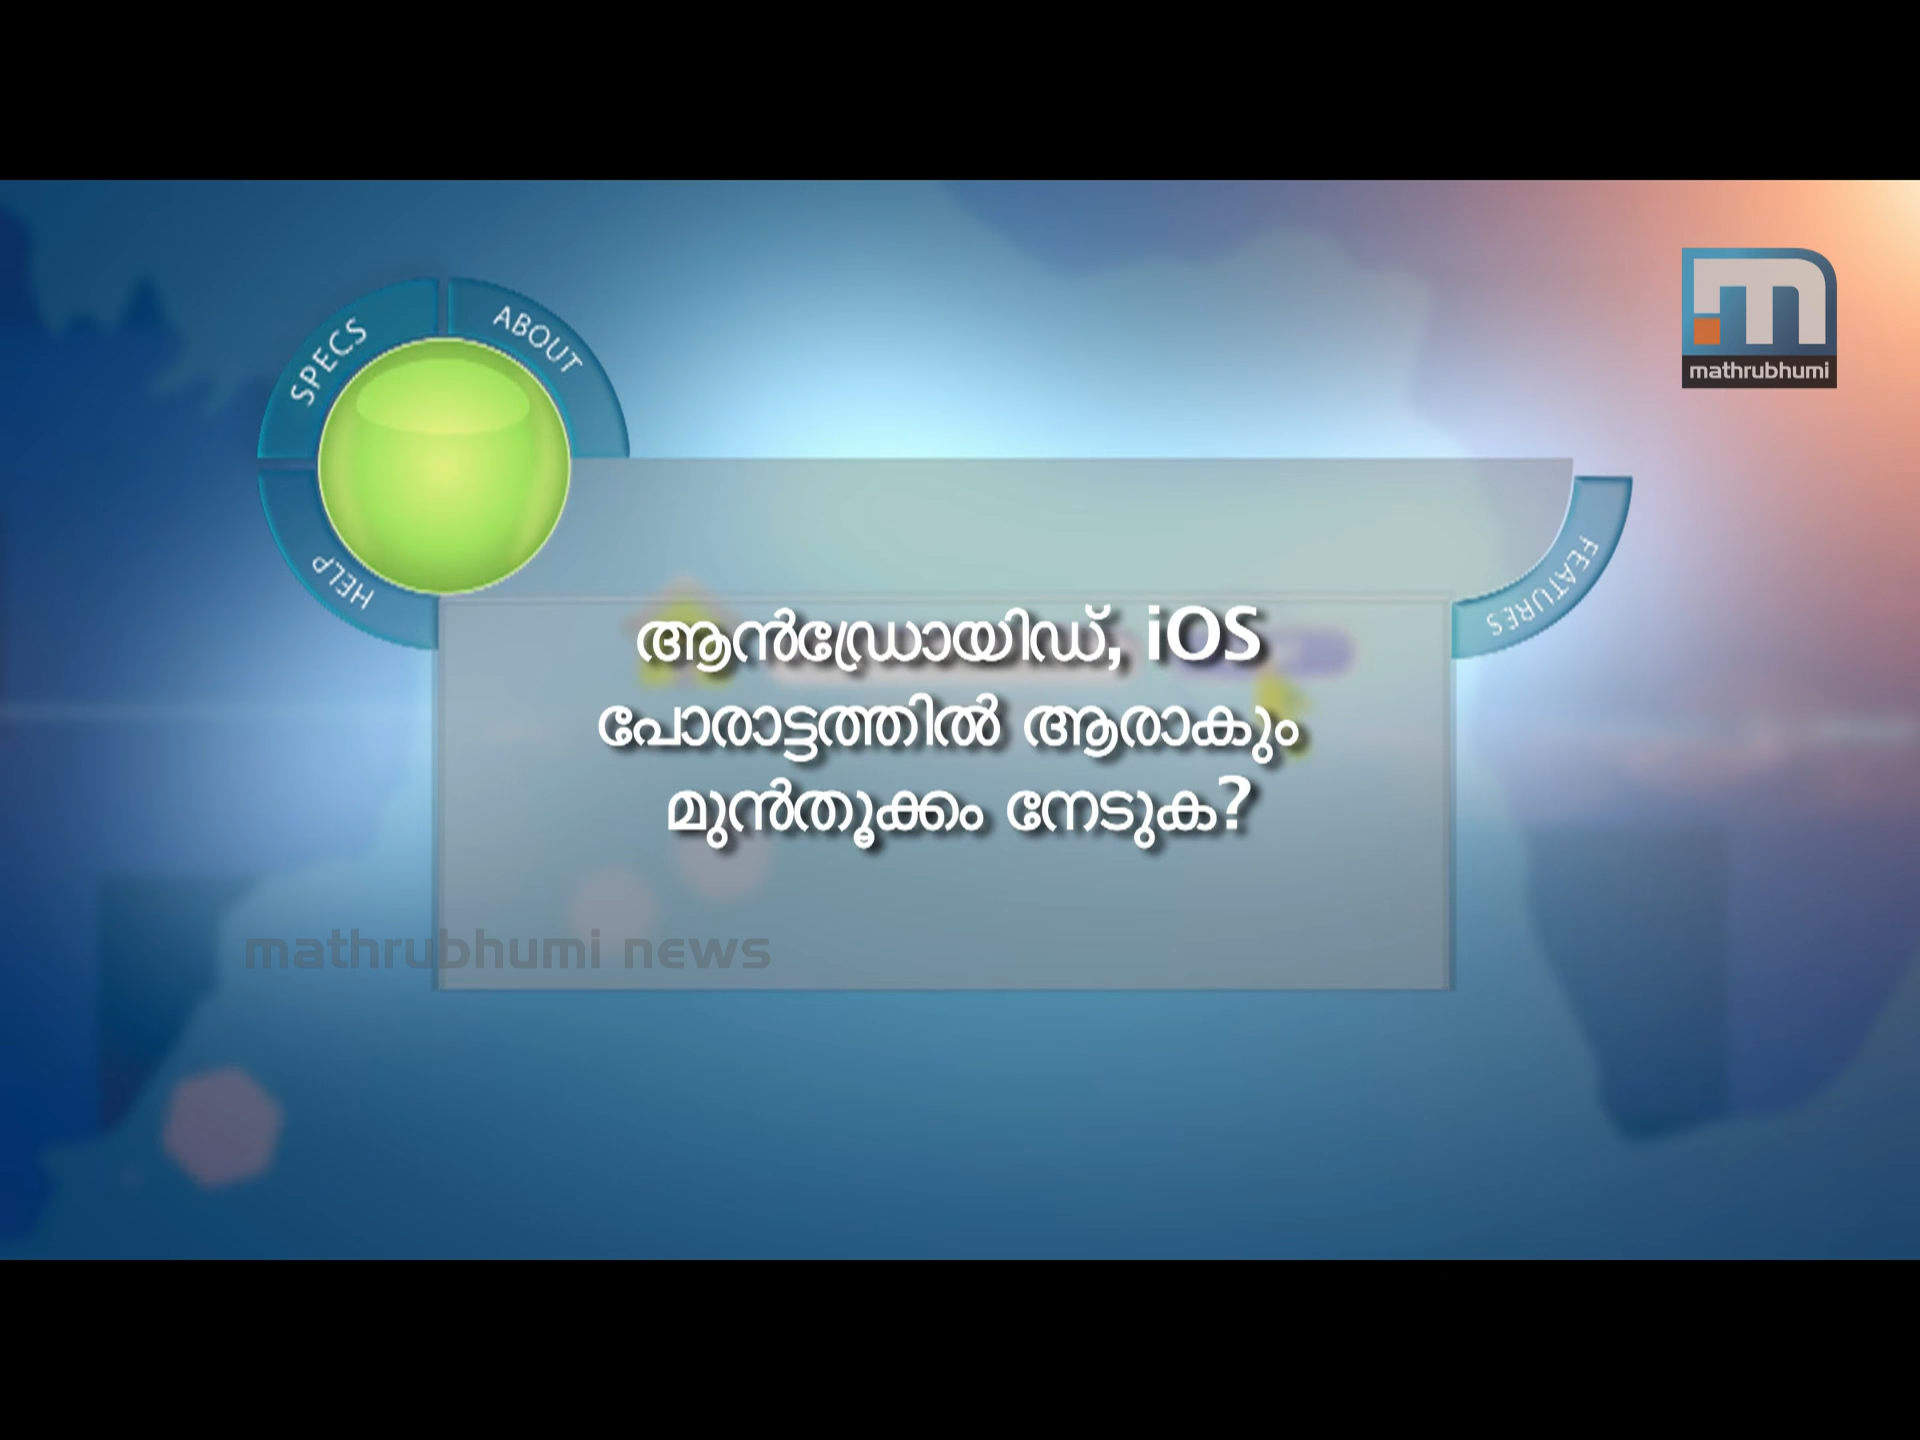 SPECS
ABOUT
mathrubhumi
HELP
FEATURES
ആൻഡ്രോയിഡ്, iOS
പോരാട്ടത്തിൽ ആരാകും
മുൻതൂക്കം നേടുക?
mathrubhumi news